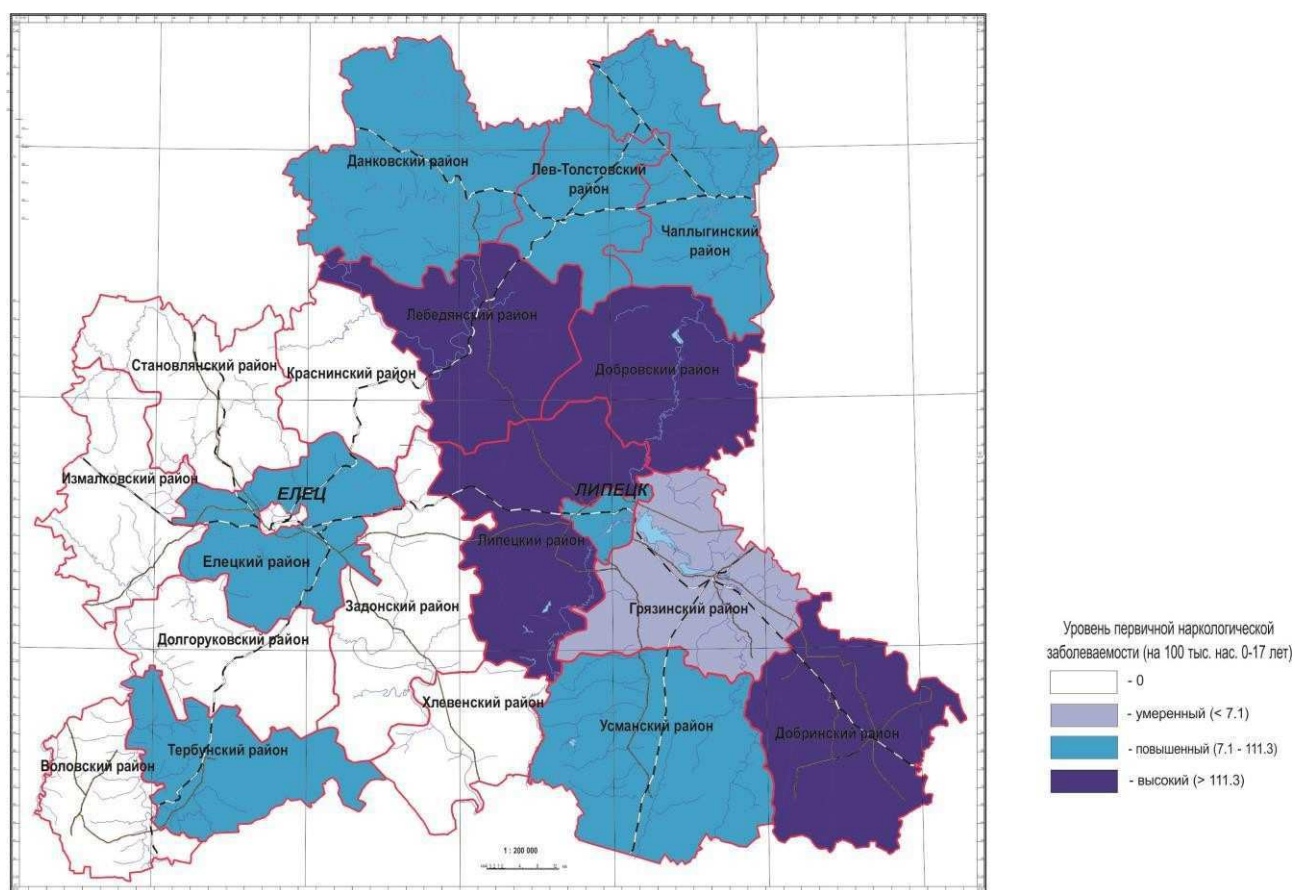 Данковский район
Лев-Толстовский
район
Чаплыгинский
район
Лебедянский район
Становлянский район
Краснинский район
Добровский район
Измалковский район
ЕЛЕЦ
ЛИПЕЦК
Липецкий район
Елецкий район
Задонский район
Грязинский район
Долгоруковский район
Хлевенский район
Усманский район
Добринский район
Тербунский район
Воловский район
1 : 200 000
Уровень первичной наркологической
заболеваемости (на 100 тыс. нас. 0-17 лет)
- 0
- умеренный (< 7.1)
- повышенный (7.1 - 111.3)
- высокий (> 111.3)